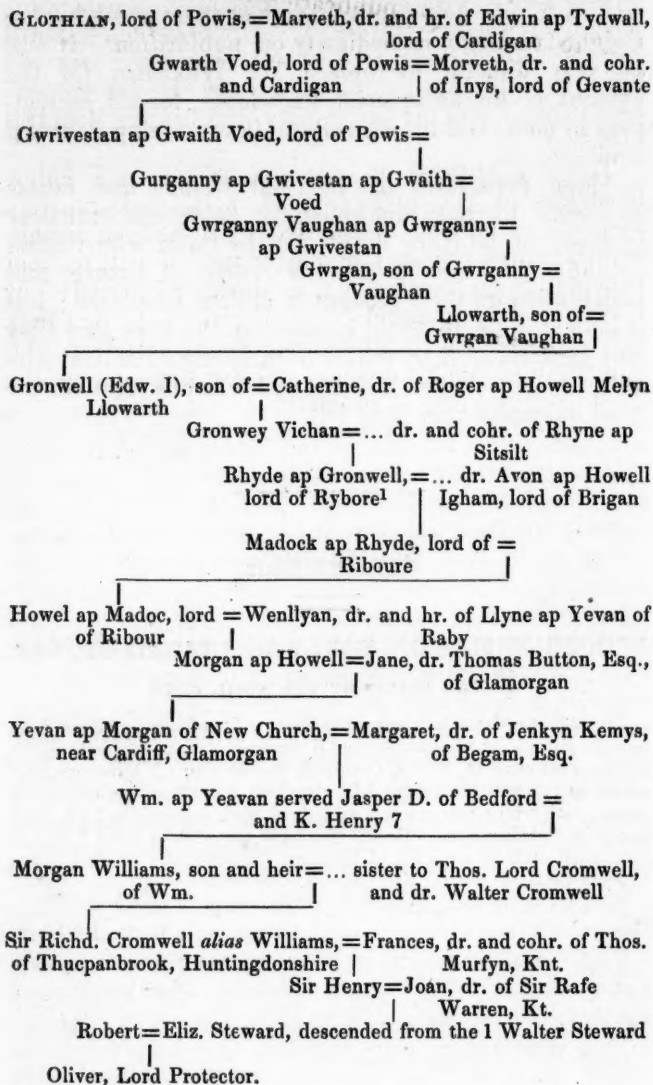 GLOTHIAN, lord of Powis,=Marveth, dr. and hr. of Edwin ap Tydwall,
lord of Cardigan
Gwarth Voed, lord of Powis=Morveth, dr. and cohr.
and Cardigan of Inys, lord of Gevante
Gwrivestan ap Gwaith Voed, lord of Powis=
Gurganny ap Gwivestan ap Gwaith=
Voed
Gwrganny Vaughan ap Gwrganny=
ap Gwivestan
Gwrgan, son of Gwrganny=
Vaughan
Llowarth, son of=
Gwrgan Vaughan
Gronwell (Edw. I), son of=Catherine, dr. of Roger ap Howell Melyn
Llowarth
Gronwey Vichan=... dr. and cohr. of Rhyne ap
Sitsilt
Rhyde ap Gronwell,=... dr. Avon ap Howell
lord of Rybore¹ Igham, lord of Brigan
Madock ap Rhyde, lord of =
Riboure
Howel ap Madoc, lord =Wenllyan, dr. and hr. of Llyne ap Yevan of
of Ribour Raby
Morgan ap Howell=Jane, dr. Thomas Button, Esq.,
of Glamorgan
Yevan ap Morgan of New Church,=Margaret, dr. of Jenkyn Kemys,
near Cardiff, Glamorgan of Begam, Esq.
Wm. ap Yeavan served Jasper D. of Bedford =
and K. Henry 7
Morgan Williams, son and heir=... sister to Thos. Lord Cromwell,
of Wm. and dr. Walter Cromwell
Sir Richd. Cromwell alias Williams,=Frances, dr. and cohr. of Thos.
of Thucpanbrook, Huntingdonshire Murfyn, Knt.
Sir Henry=Joan, dr. of Sir Rafe
Warren, Kt.
Robert=Eliz. Steward, descended from the 1 Walter Steward
Oliver, Lord Protector.